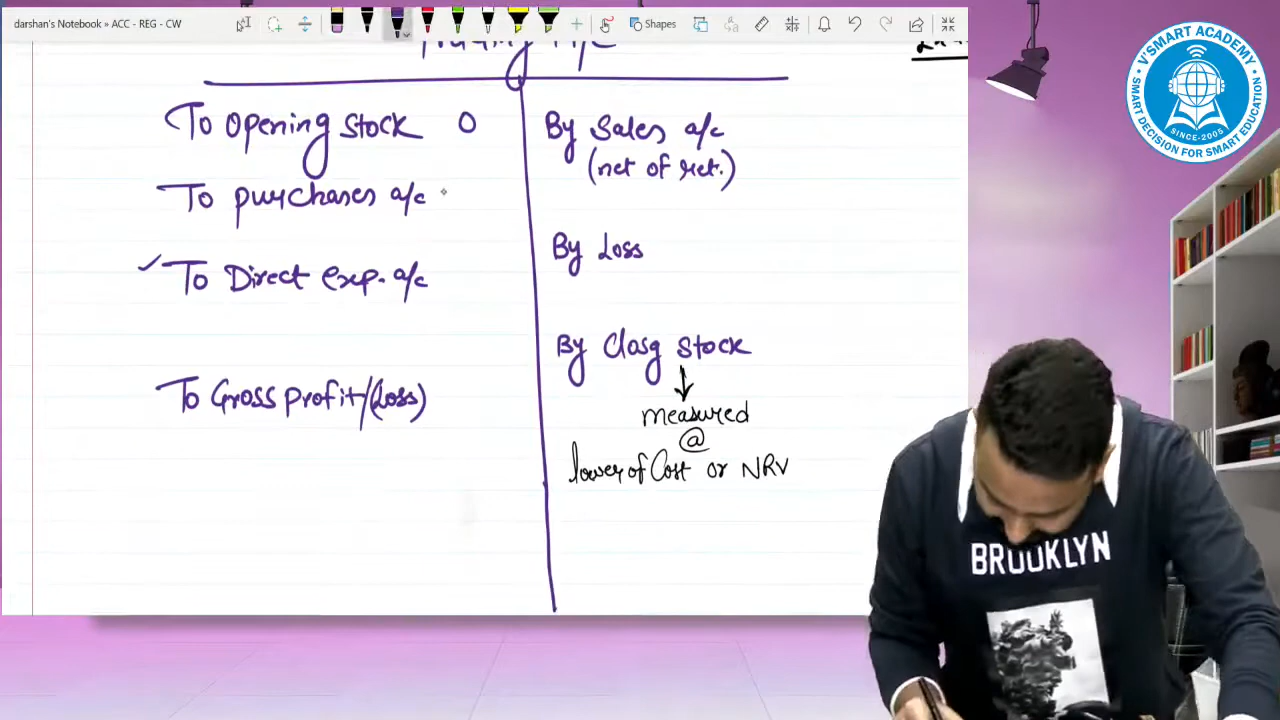 darshan's Notebook » ACC - REG - CW
Shapes
Trading A/c
To Opening stock 0
By Sales a/c
(net of ret.)
To purchases a/c
By Loss
✓ To Direct exp. a/c
By Closg stock
↓
measured
@
lower of Cost or NRV
To Gross profit/(Loss)
V'SMART ACADEMY
SINCE-2005
SMART DECISION FOR SMART EDUCATION
BROOKLYN